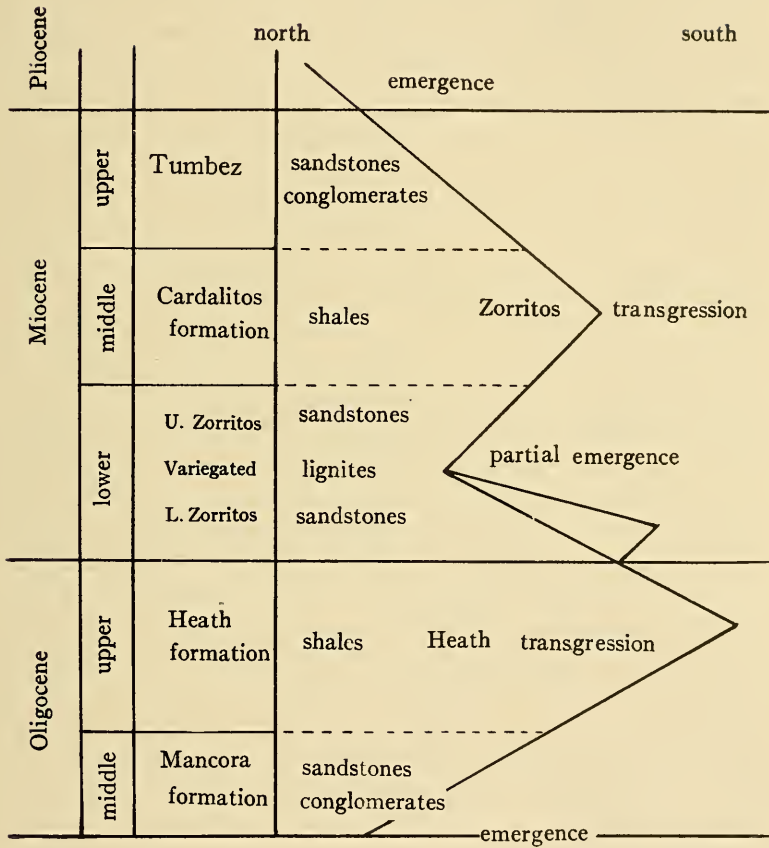 north south
Pliocene
emergence
Miocene
upper
Tumbez
sandstones
conglomerates
middle
Cardalitos
formation
shales
Zorritos transgression
lower
U. Zorritos
sandstones
Variegated
lignites
partial emergence
L. Zorritos
sandstones
Oligocene
upper
Heath
formation
shales
Heath transgression
middle
Mancora
formation
sandstones
conglomerates
emergence